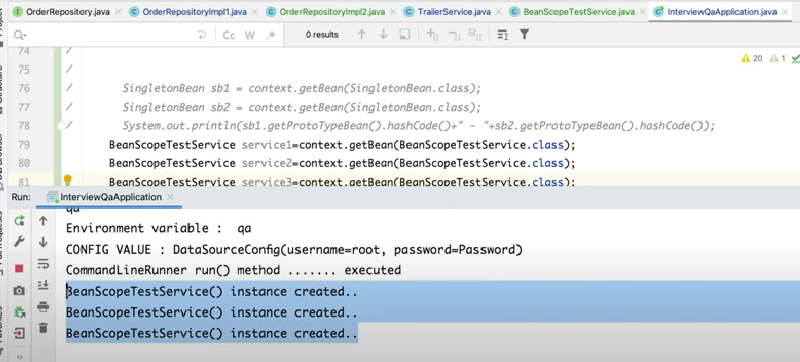 OrderRepository.java
OrderRepositoryImpl1.java
OrderRepositoryImpl2.java
TrailerService.java
BeanScopeTestService.java
InterviewQaApplication.java
Cc
W
.*
0 results
20
1
74
75
/
76
/ SingletonBean sb1 = context.getBean(SingletonBean.class);
77
/ SingletonBean sb2 = context.getBean(SingletonBean.class);
78
/ System.out.println(sb1.getProtoTypeBean().hashCode()+" - "+sb2.getProtoTypeBean().hashCode());
79
BeanScopeTestService service1=context.getBean(BeanScopeTestService.class);
80
BeanScopeTestService service2=context.getBean(BeanScopeTestService.class);
81
BeanScopeTestService service3=context.getBean(BeanScopeTestService.class);
Run:
InterviewQaApplication
qa
Environment variable : qa
CONFIG VALUE : DataSourceConfig(username=root, password=Password)
CommandLineRunner run() method ....... executed
BeanScopeTestService() instance created..
BeanScopeTestService() instance created..
BeanScopeTestService() instance created..